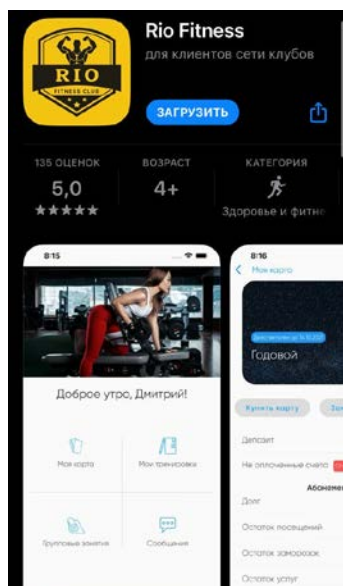 RIO
FITNESS CLUB
Rio Fitness
для клиентов сети клубов
ЗАГРУЗИТЬ
135 ОЦЕНОК
ВОЗРАСТ
КАТЕГОРИЯ
5,0
4+
Здоровье и фитне
8:15
8:16
Моя карта
Годовой
Доброе утро, Дмитрий!
Купить карту
Моя карта
Мои тренировки
Депозит
Не оплаченные счета
Абонеме
Долг
Групповые занятия
Сообщения
Остаток посещений
Остаток заморозок
Остаток услуг